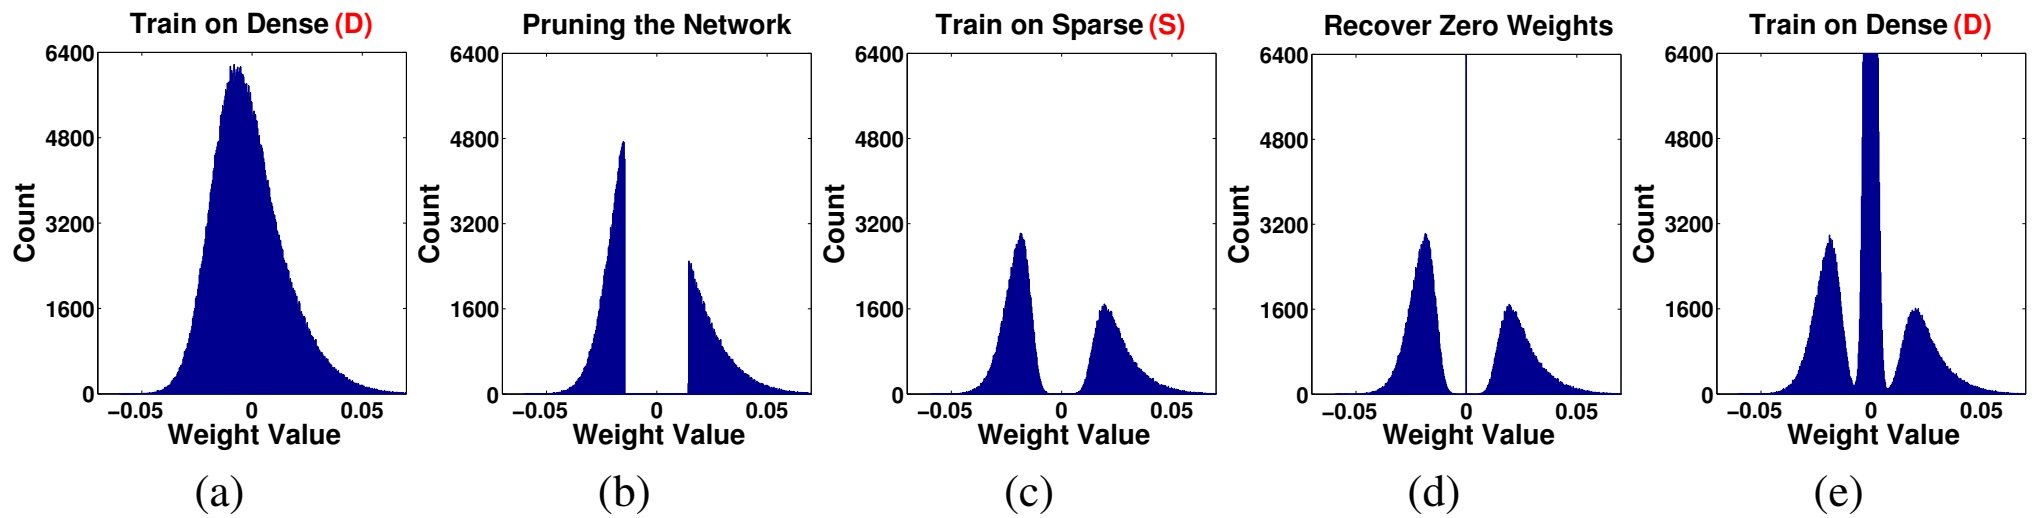 Train on Dense (D)
6400
4800
3200
1600
0
Count
−0.05 0 0.05
Weight Value
(a)
Pruning the Network
6400
4800
3200
1600
0
Count
−0.05 0 0.05
Weight Value
(b)
Train on Sparse (S)
6400
4800
3200
1600
0
Count
−0.05 0 0.05
Weight Value
(c)
Recover Zero Weights
6400
4800
3200
1600
0
Count
−0.05 0 0.05
Weight Value
(d)
Train on Dense (D)
6400
4800
3200
1600
0
Count
−0.05 0 0.05
Weight Value
(e)